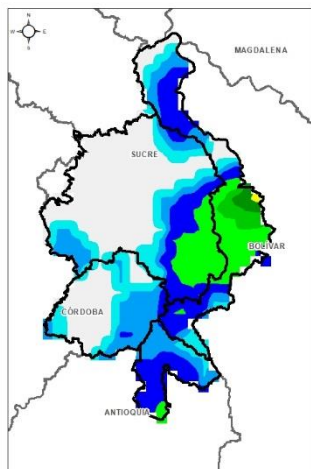 N
W E
S
MAGDALENA
SUCRE
BOLIVAR
CÓRDOBA
ANTIOQUIA